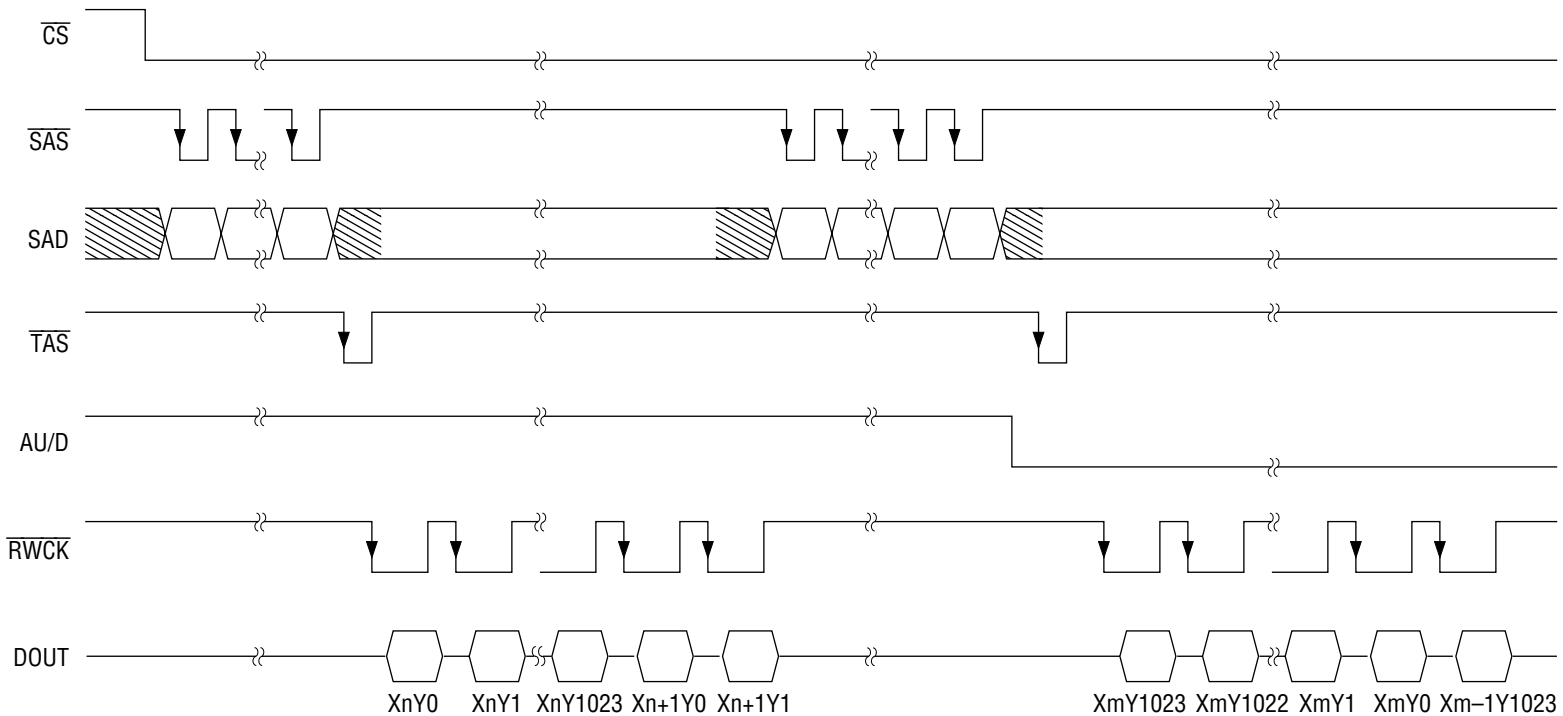 CS
SAS
SAD
TAS
AU/D
RWCK
DOUT
XnY0 XnY1 XnY1023 Xn+1Y0 Xn+1Y1 XmY1023 XmY1022 XmY1 XmY0 Xm–1Y1023